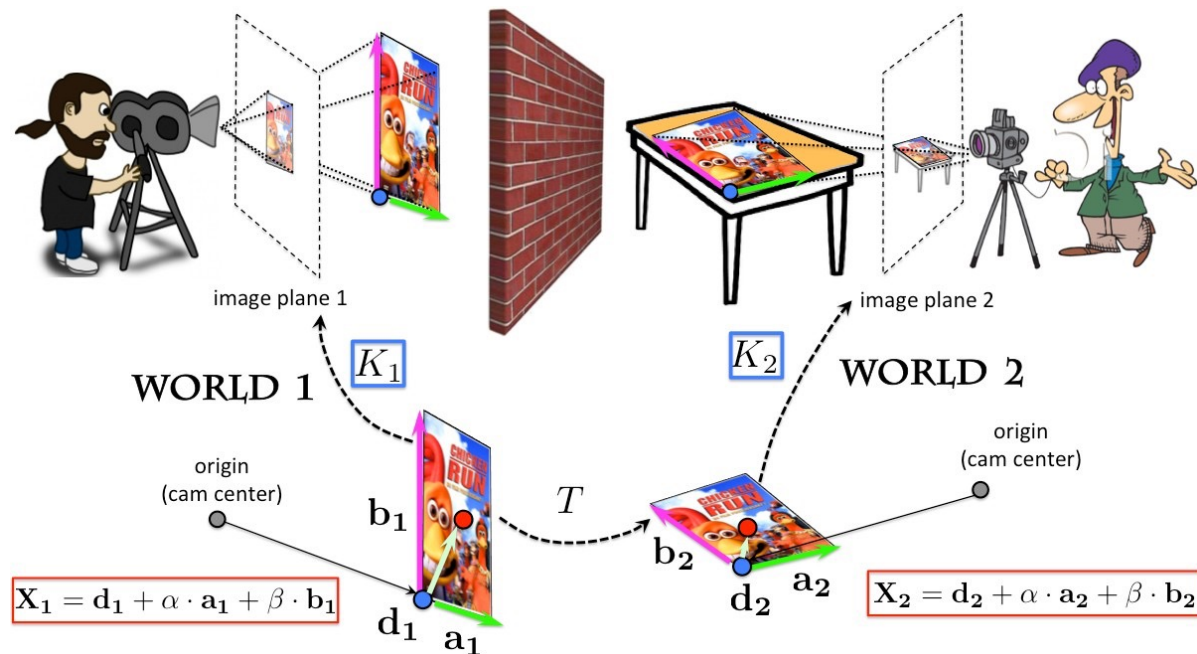 CHICKEN
RUN
CHICKEN
RUN
image plane 1
image plane 2
K₁
K₂
WORLD 1
WORLD 2
origin
(cam center)
origin
(cam center)
CHICKEN
RUN
CHICKEN
RUN
T
b₁
b₂
a₂
d₂
X₁ = d₁ + α · a₁ + β · b₁
X₂ = d₂ + α · a₂ + β · b₂
d₁
a₁